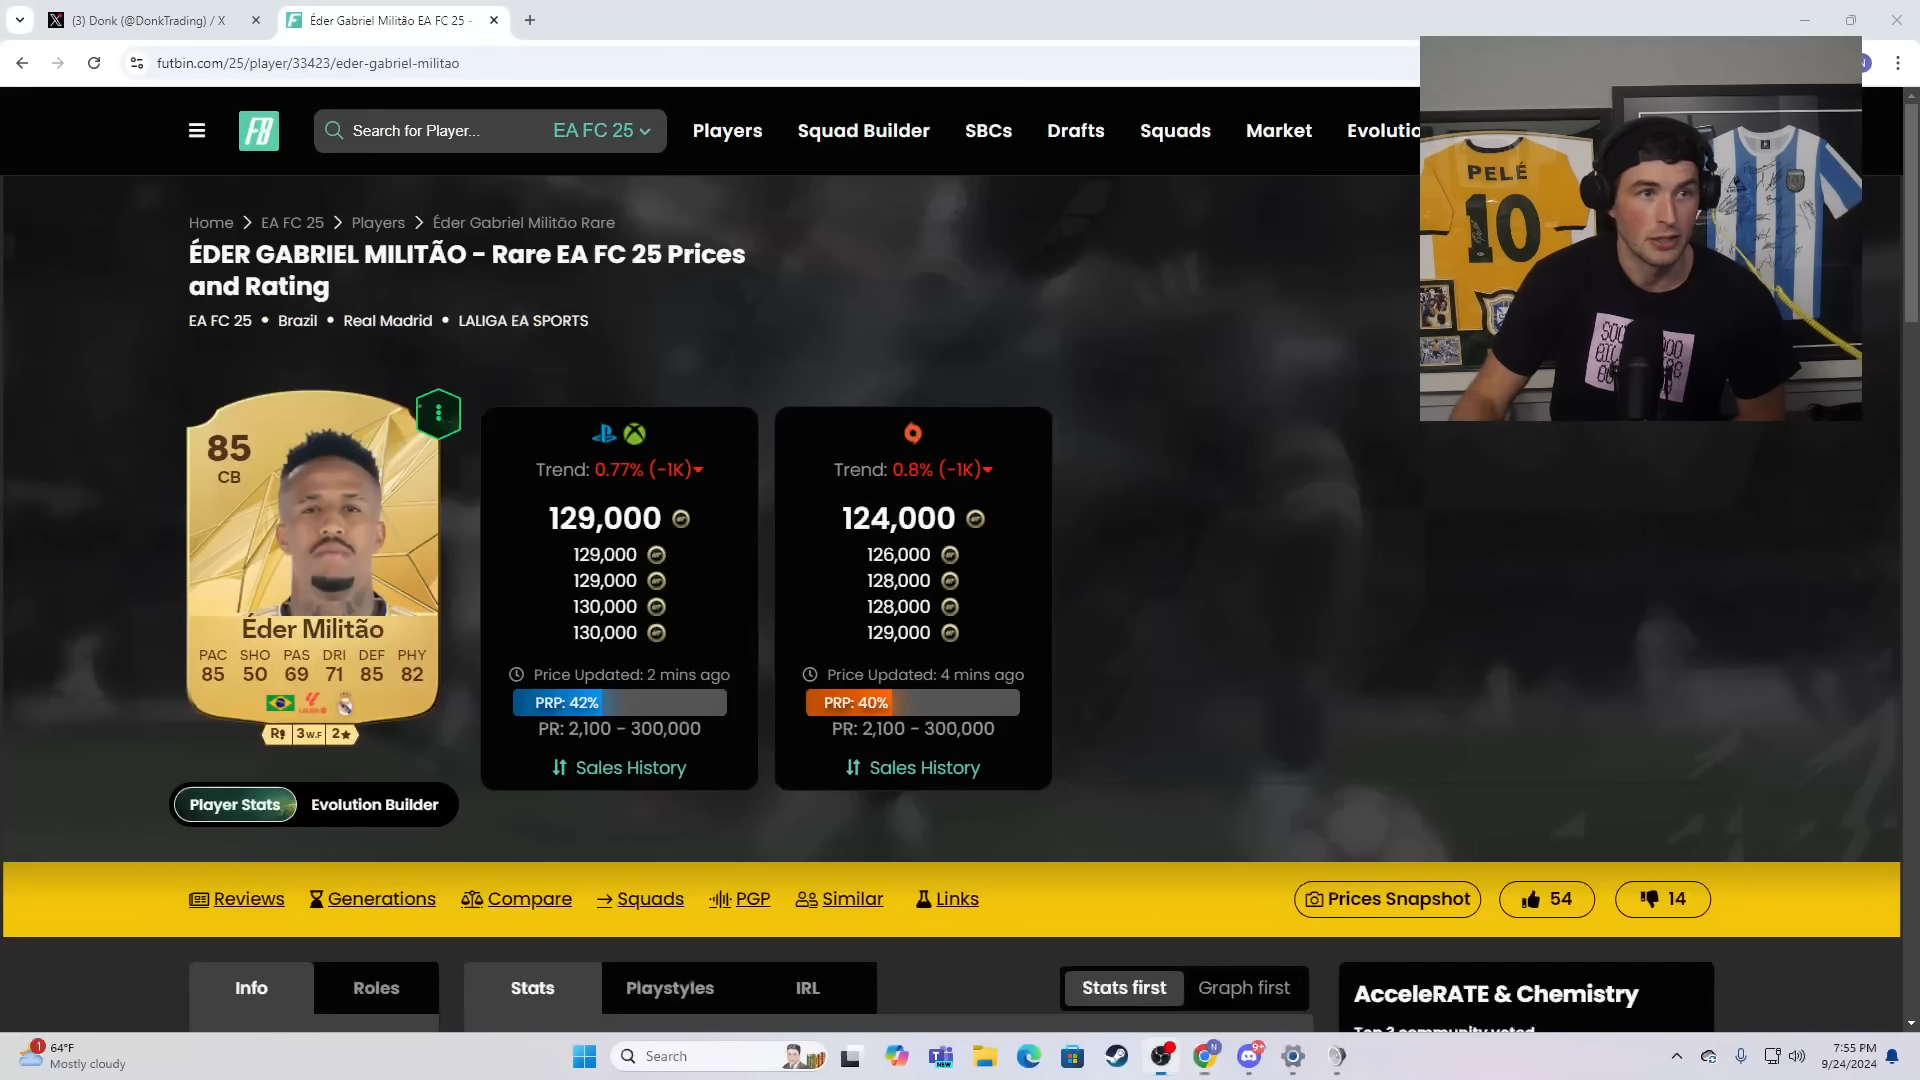 (3) Donk (@DonkTrading) / X
Éder Gabriel Militão EA FC 25 -
futbin.com/25/player/33423/eder-gabriel-militao
N
Search for Player...
EA FC 25
Players
Squad Builder
SBCs
Drafts
Squads
Market
Evolutio
PELÉ
10
Home
EA FC 25
Players
Éder Gabriel Militão Rare
ÉDER GABRIEL MILITÃO - Rare EA FC 25 Prices
and Rating
EA FC 25 • Brazil • Real Madrid • LALIGA EA SPORTS
85
CB
Éder Militão
PAC SHO PAS DRI DEF PHY
85 50 69 71 85 82
R 3 W.F 2★
Trend: 0.77% (-1K)
129,000
129,000
129,000
130,000
130,000
Price Updated: 2 mins ago
PRP: 42%
PR: 2,100 - 300,000
Sales History
Trend: 0.8% (-1K)
124,000
126,000
128,000
128,000
129,000
Price Updated: 4 mins ago
PRP: 40%
PR: 2,100 - 300,000
Sales History
Player Stats
Evolution Builder
Reviews
Generations
Compare
Squads
PGP
Similar
Links
Prices Snapshot
54
14
Info
Roles
Stats
Playstyles
IRL
Stats first
Graph first
AcceleRATE & Chemistry
Top 3 community voted
1
64°F
Mostly cloudy
Search
NEW
N
9+
7:55 PM
9/24/2024